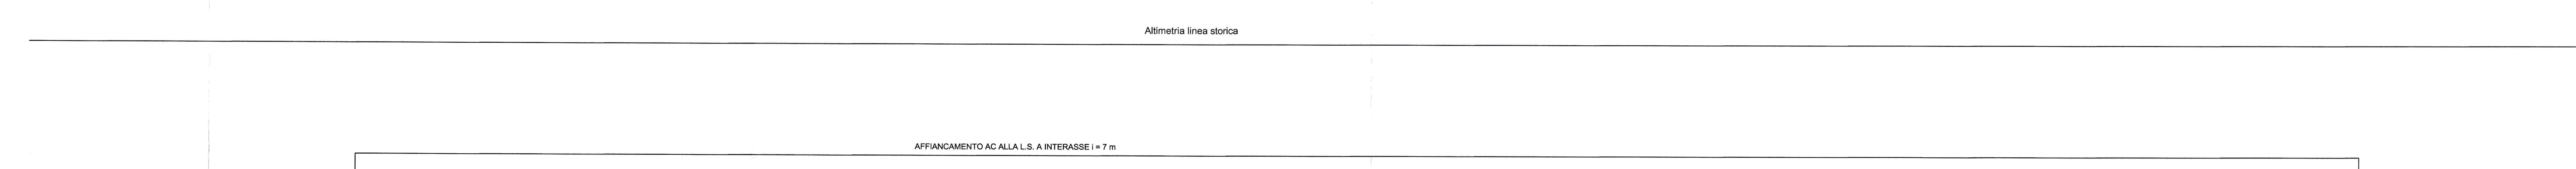 Altimetria linea storica
AFFIANCAMENTO AC ALLA L.S. A INTERASSE i = 7 m